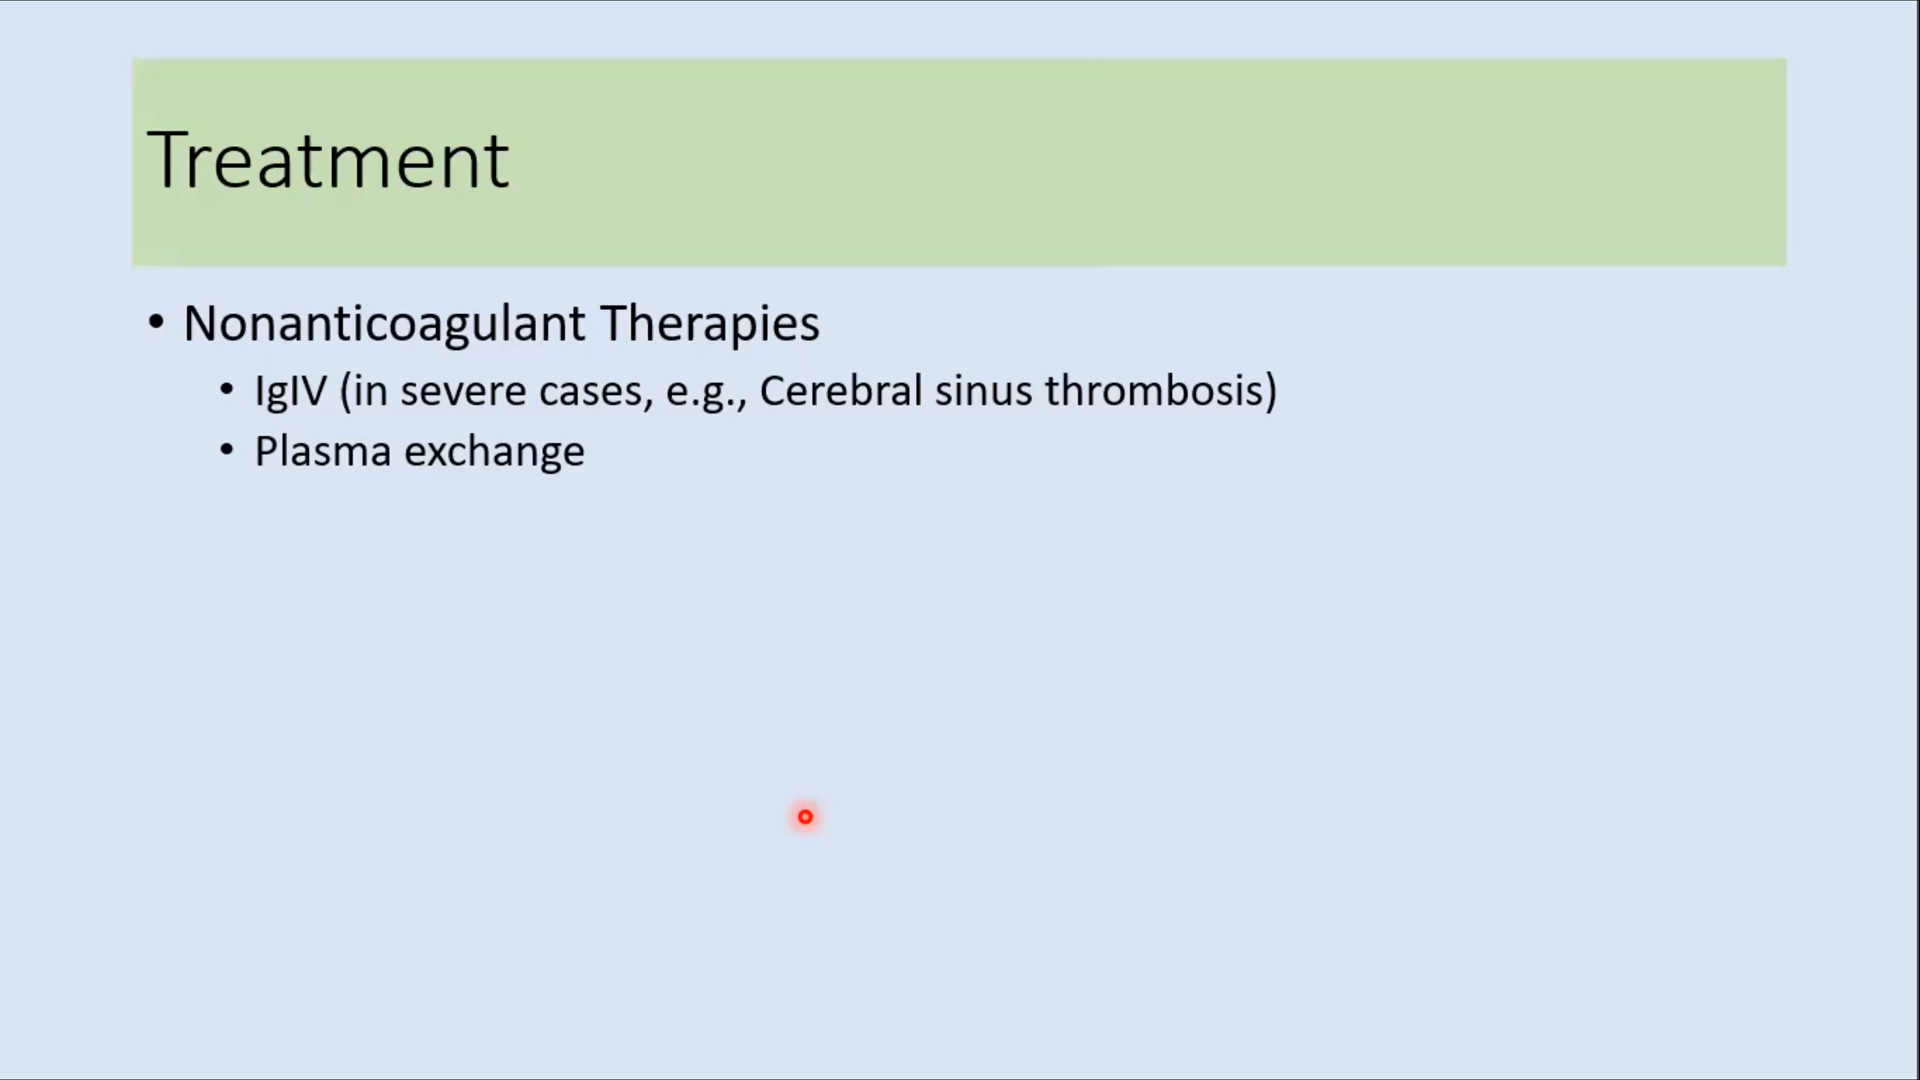 Treatment
• Nonanticoagulant Therapies
• IgIV (in severe cases, e.g., Cerebral sinus thrombosis)
• Plasma exchange